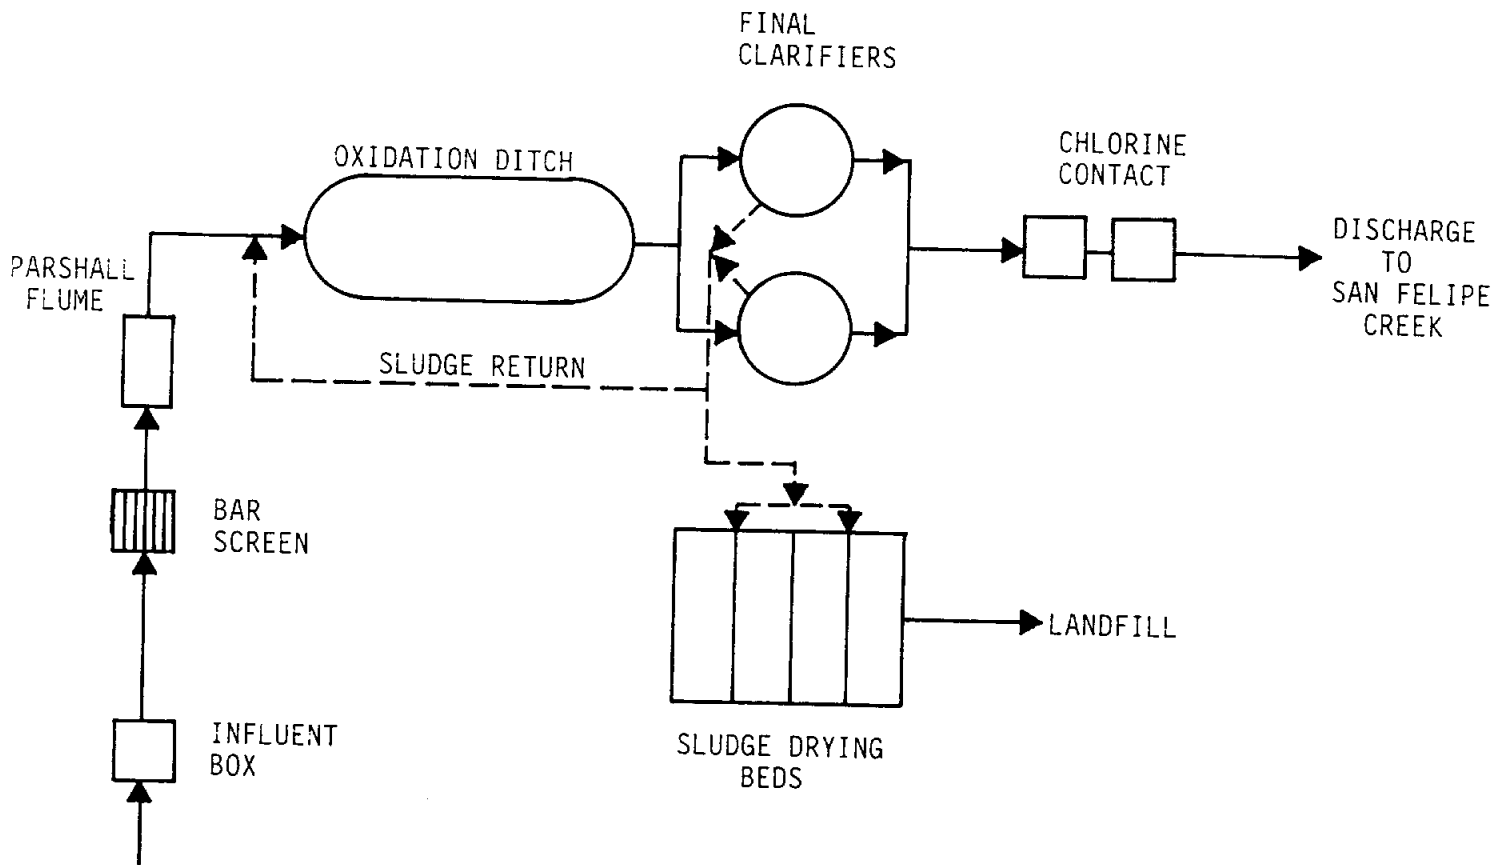 FINAL
CLARIFIERS
OXIDATION DITCH
CHLORINE
CONTACT
DISCHARGE
TO
SAN FELIPE
CREEK
PARSHALL
FLUME
SLUDGE RETURN
BAR
SCREEN
LANDFILL
INFLUENT
BOX
SLUDGE DRYING
BEDS